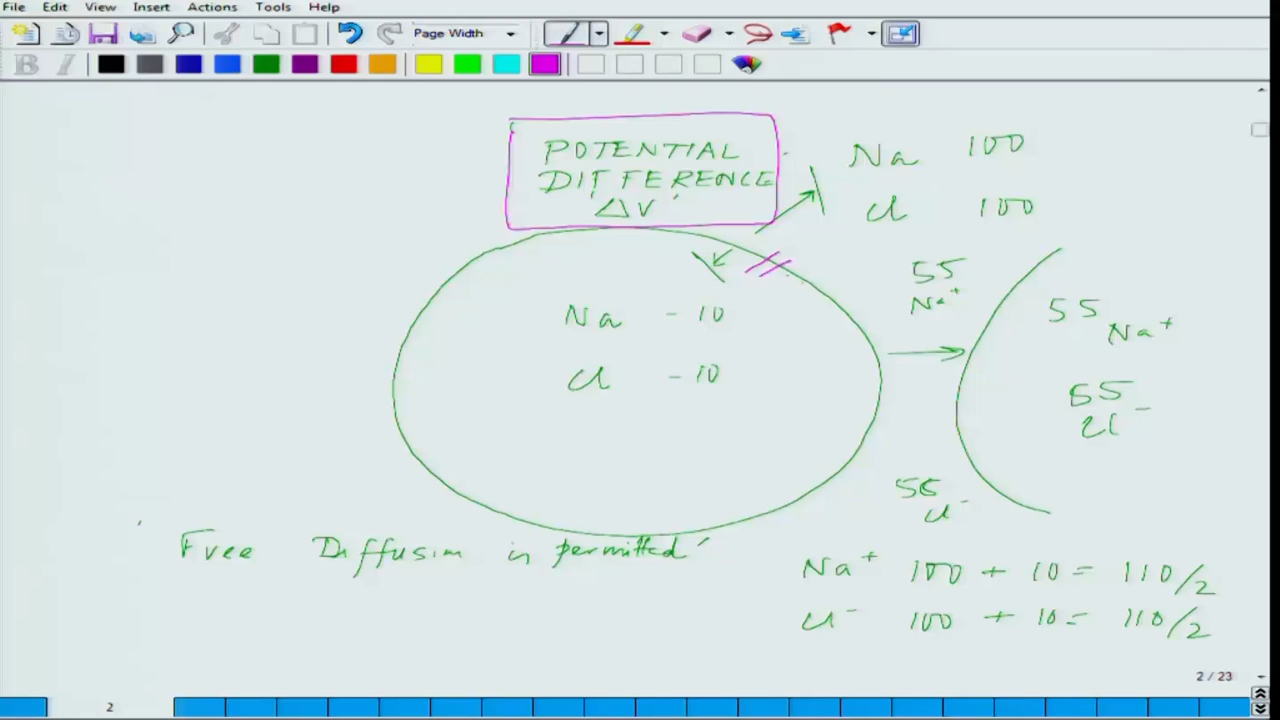 File Edit View Insert Actions Tools Help
Page Width
B I
POTENTIAL
DIFFERENCE
ΔV
Na 100
Cl 100
Na - 10
Cl - 10
55
Na+
55
Na+
55
Cl-
55
Cl-
Free Diffusion is permitted
Na+ 100 + 10 = 110/2
Cl- 100 + 10 = 110/2
2 / 23
2